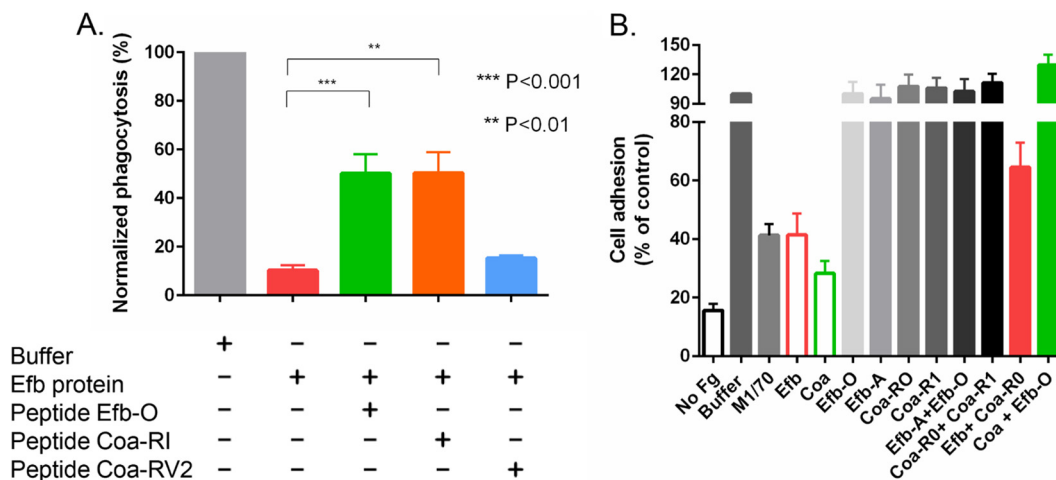 A.
Normalized phagocytosis (%)
100
80
60
40
20
0
**
***
*** P<0.001
** P<0.01
Buffer + – – – –
Efb protein – + + + +
Peptide Efb-O – – + – –
Peptide Coa-RI – – – + –
Peptide Coa-RV2 – – – – +
B.
Cell adhesion
(% of control)
150
120
90
80
60
40
20
0
No Fg
Buffer
M1/70
Efb
Coa
Efb-O
Efb-A
Coa-RO
Coa-R1
Efb-A+Efb-O
Coa-R0+ Coa-R1
Efb+ Coa-R0
Coa + Efb-O